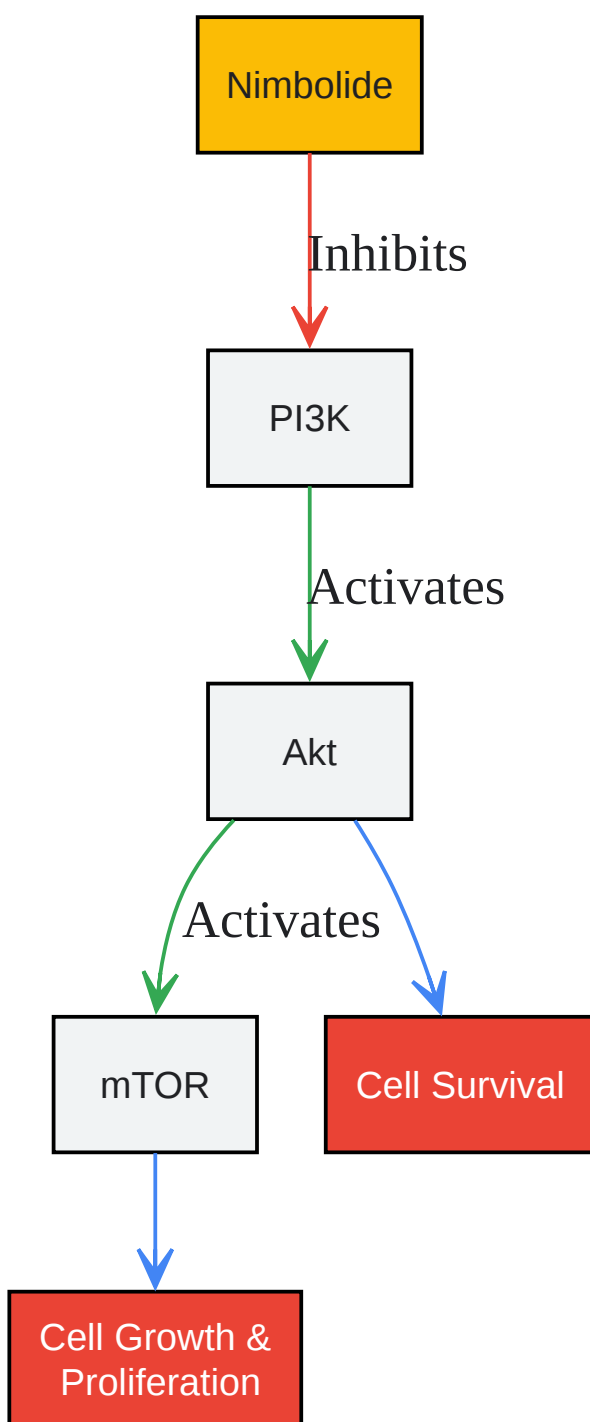 Nimbolide
Inhibits
PI3K
Activates
Akt
Activates
mTOR
Cell Survival
Cell Growth &
Proliferation